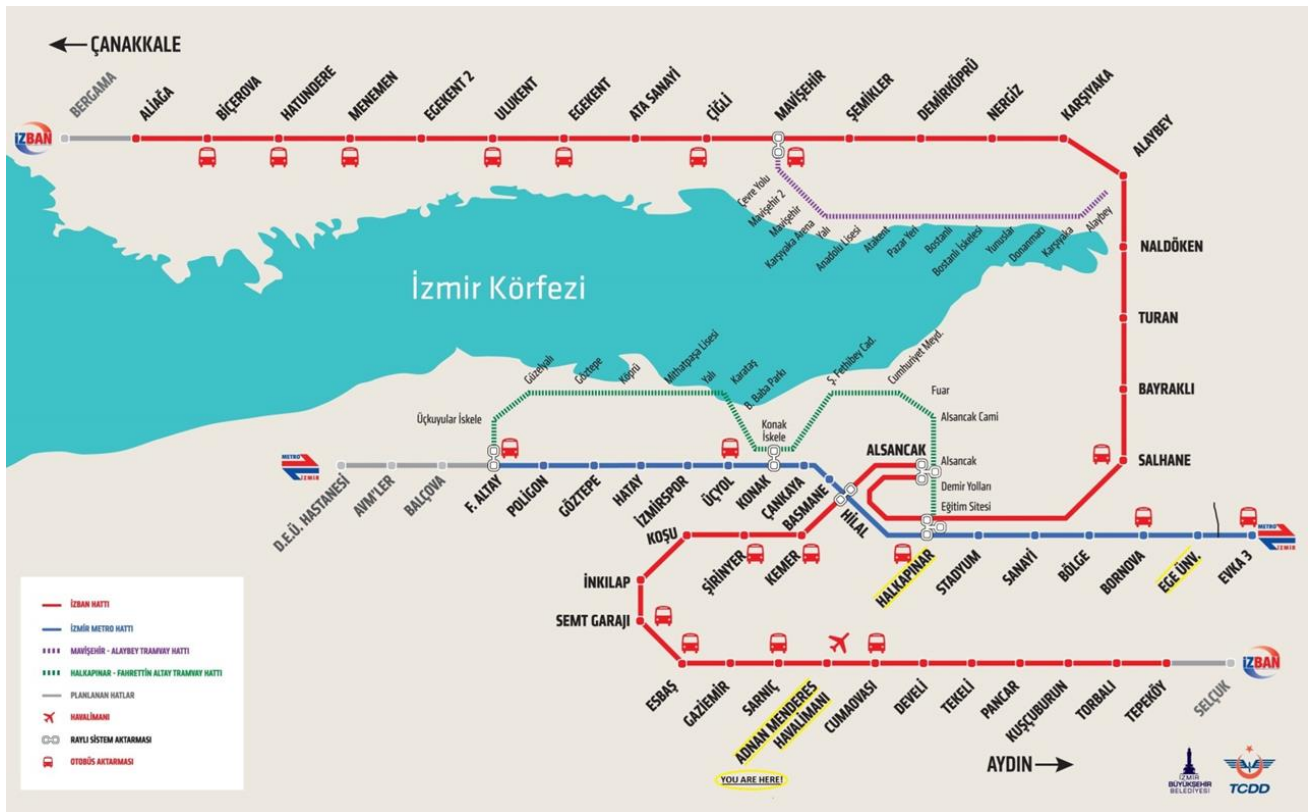 ÇANAKKALE
BERGAMA
ALİAĞA
BİÇEROVA
HATUNDERE
MENEMEN
EGEKENT 2
ULUKENT
EGEKENT
ATA SANAYİ
ÇİĞLİ
MAVİŞEHİR
ŞEMİKLER
DEMİRKÖPRÜ
NERGİZ
KARŞIYAKA
ALAYBEY
İZBAN
Çevre Yolu
Mavişehir 2
Mavişehir
Karşıyaka Arena
Yalı
Anadolu Lisesi
Atakent
Pazar Yeri
Bostanlı
Bostanlı İskelesi
Yunuslar
Donanmacı
Karşıyaka
Alaybey
NALDÖKEN
TURAN
BAYRAKLI
SALHANE
İzmir Körfezi
Üçkuyular İskele
Güzelyalı
Göztepe
Köprü
Mithatpaşa Lisesi
Yalı
Karataş
B. Baba Parkı
Konak
İskele
Ş. Fethibey Cad.
Cumhuriyet Meyd.
Fuar
Alsancak Cami
Alsancak
Demir Yolları
Eğitim Sitesi
ALSANCAK
METRO
İZMİR
D.E.Ü. HASTANESİ
AVM'LER
BALÇOVA
F. ALTAY
POLİGON
GÖZTEPE
HATAY
İZMİRSPOR
ÜÇYOL
KONAK
ÇANKAYA
BASMANE
HİLAL
HALKAPINAR
STADYUM
SANAYİ
BÖLGE
BORNOVA
EGE ÜNV.
EVKA 3
METRO
İZMİR
KOŞU
ŞİRİNYER
KEMER
İNKILAP
SEMT GARAJI
ESBAŞ
GAZİEMİR
SARNIÇ
ADNAN MENDERES
HAVALİMANI
CUMAOVASI
DEVELİ
TEKELİ
PANCAR
KUŞÇUBURUN
TORBALI
TEPEKÖY
SELÇUK
İZBAN
YOU ARE HERE!
AYDIN
İZBAN HATTI
İZMİR METRO HATTI
MAVİŞEHİR - ALAYBEY TRAMVAY HATTI
HALKAPINAR - FAHRETTİN ALTAY TRAMVAY HATTI
PLANLANAN HATLAR
HAVALİMANI
RAYLI SİSTEM AKTARMASI
OTOBÜS AKTARMASI
İZMİR
BÜYÜKŞEHİR
BELEDİYESİ
TCDD